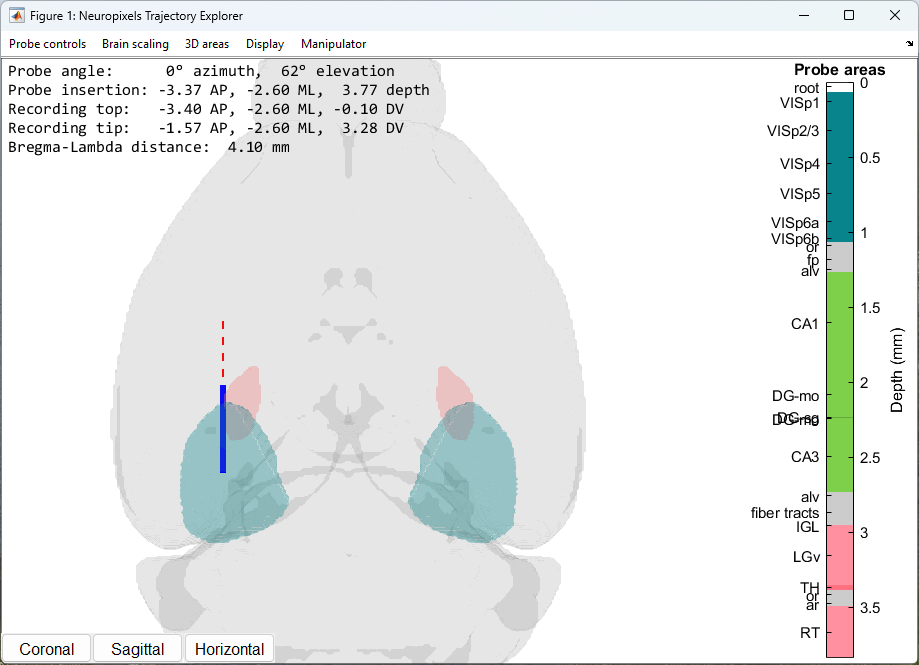 Figure 1: Neuropixels Trajectory Explorer
Probe controls Brain scaling 3D areas Display Manipulator
Probe angle: 0° azimuth, 62° elevation
Probe insertion: -3.37 AP, -2.60 ML, 3.77 depth
Recording top: -3.40 AP, -2.60 ML, -0.10 DV
Recording tip: -1.57 AP, -2.60 ML, 3.28 DV
Bregma-Lambda distance: 4.10 mm
Probe areas
root
VISp1
VISp2/3
VISp4
VISp5
VISp6a
VISp6b
or
fp
alv
CA1
DG-mo
DG-sg
DG-mo
CA3
alv
fiber tracts
IGL
LGv
TH
or
ar
RT
0
0.5
1
1.5
2
2.5
3
3.5
Depth (mm)
Coronal Sagittal Horizontal